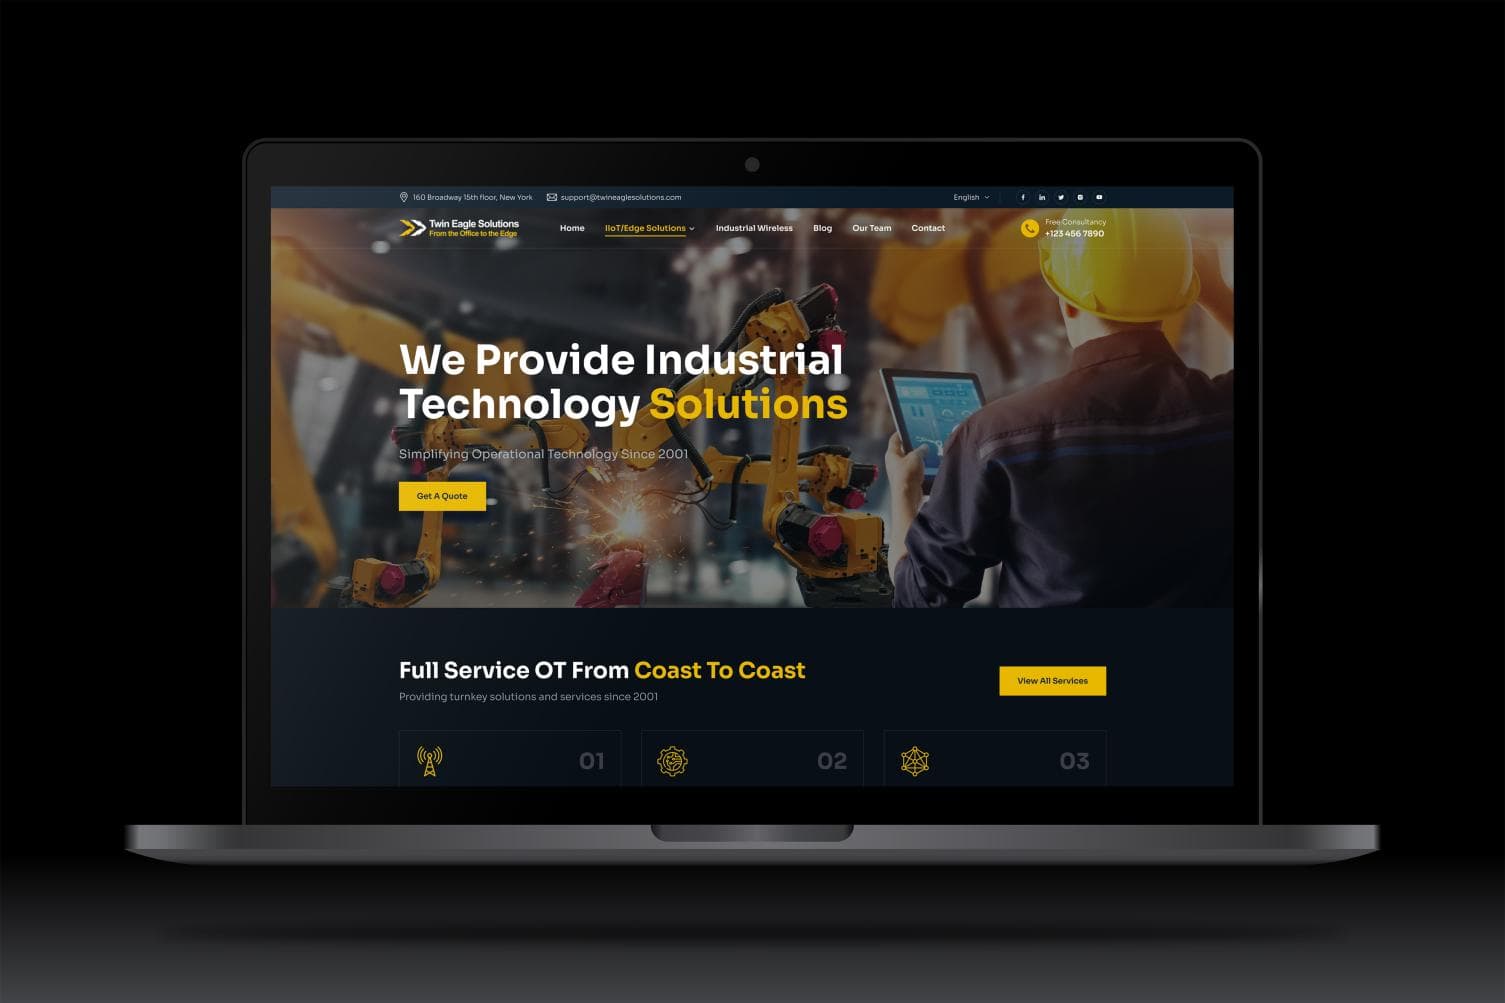 160 Broadway 15th floor, New York
support@twineaglesolutions.com
English
Twin Eagle Solutions
From the Office to the Edge
Home
IIoT/Edge Solutions
Industrial Wireless
Blog
Our Team
Contact
Free Consultancy
+123 456 7890
We Provide Industrial
Technology Solutions
Simplifying Operational Technology Since 2001
Get A Quote
Full Service OT From Coast To Coast
Providing turnkey solutions and services since 2001
View All Services
01
02
03